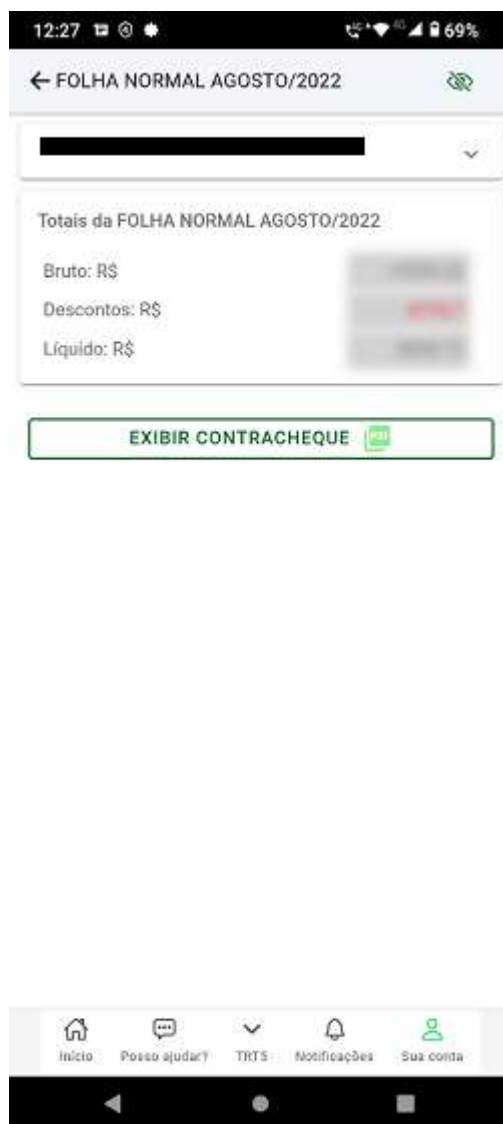 12:27 69%
FOLHA NORMAL AGOSTO/2022
Totais da FOLHA NORMAL AGOSTO/2022
Bruto: R$
Descontos: R$
Líquido: R$
EXIBIR CONTRACHEQUE
Início Posso ajudar? TRT5 Notificações Sua conta